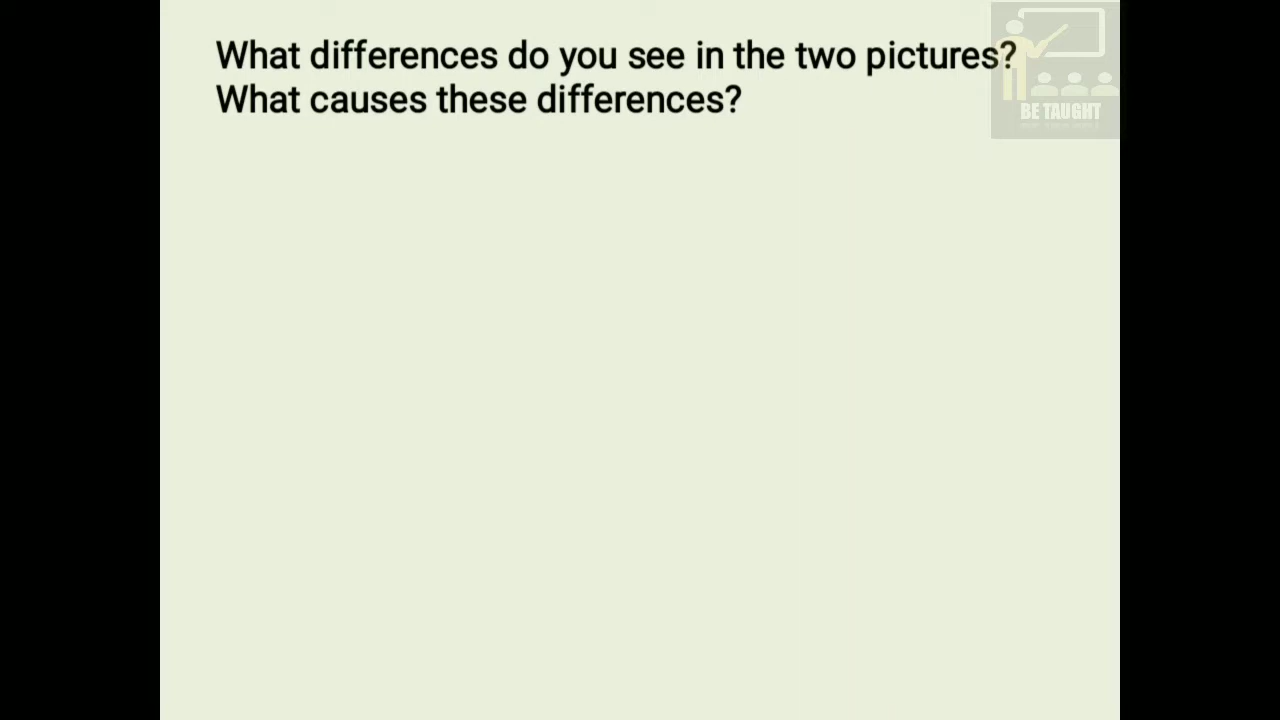 What differences do you see in the two pictures?
What causes these differences?
BE TAUGHT